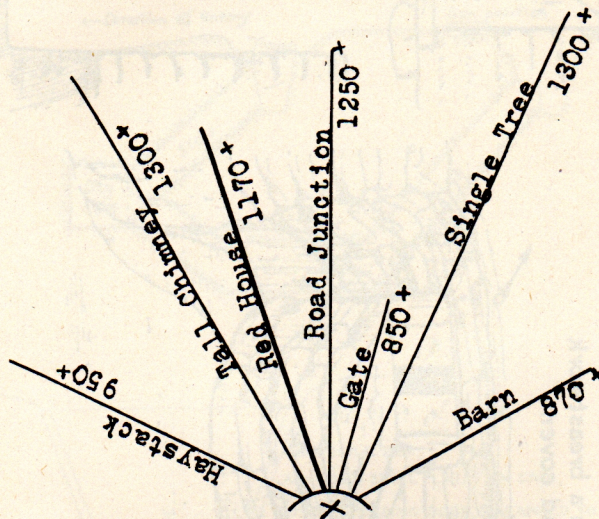 Haystack 950+
Tall Chimney 1300+
Red House 1170+
Road Junction 1250+
Gate 850+
Single Tree 1300+
Barn 870+
X